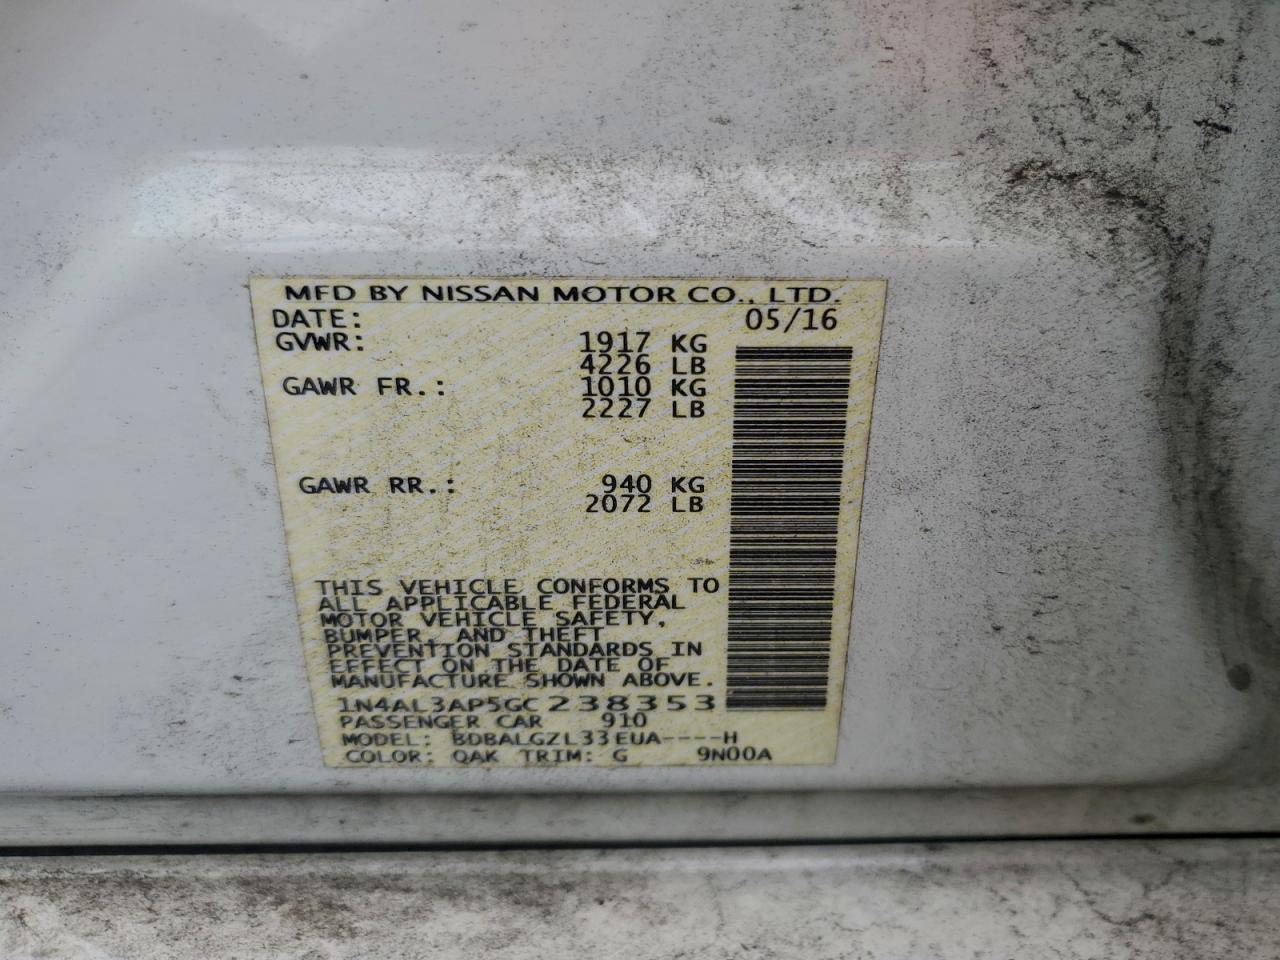 MFD BY NISSAN MOTOR CO., LTD.
DATE: 05/16
GVWR: 1917 KG
4226 LB
GAWR FR.: 1010 KG
2227 LB
GAWR RR.: 940 KG
2072 LB
THIS VEHICLE CONFORMS TO
ALL APPLICABLE FEDERAL
MOTOR VEHICLE SAFETY,
BUMPER, AND THEFT
PREVENTION STANDARDS IN
EFFECT ON THE DATE OF
MANUFACTURE SHOWN ABOVE.
1N4AL3AP5GC238353
PASSENGER CAR 910
MODEL: BDBALGZL33EUA----H
COLOR: QAK TRIM: G 9N00A